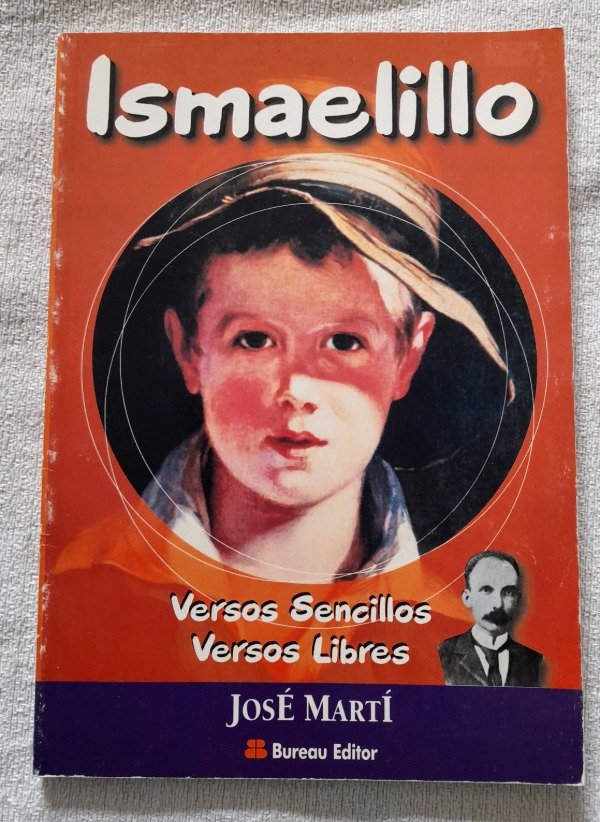 Ismaelillo
Versos Sencillos
Versos Libres
JOSÉ MARTÍ
Bureau Editor